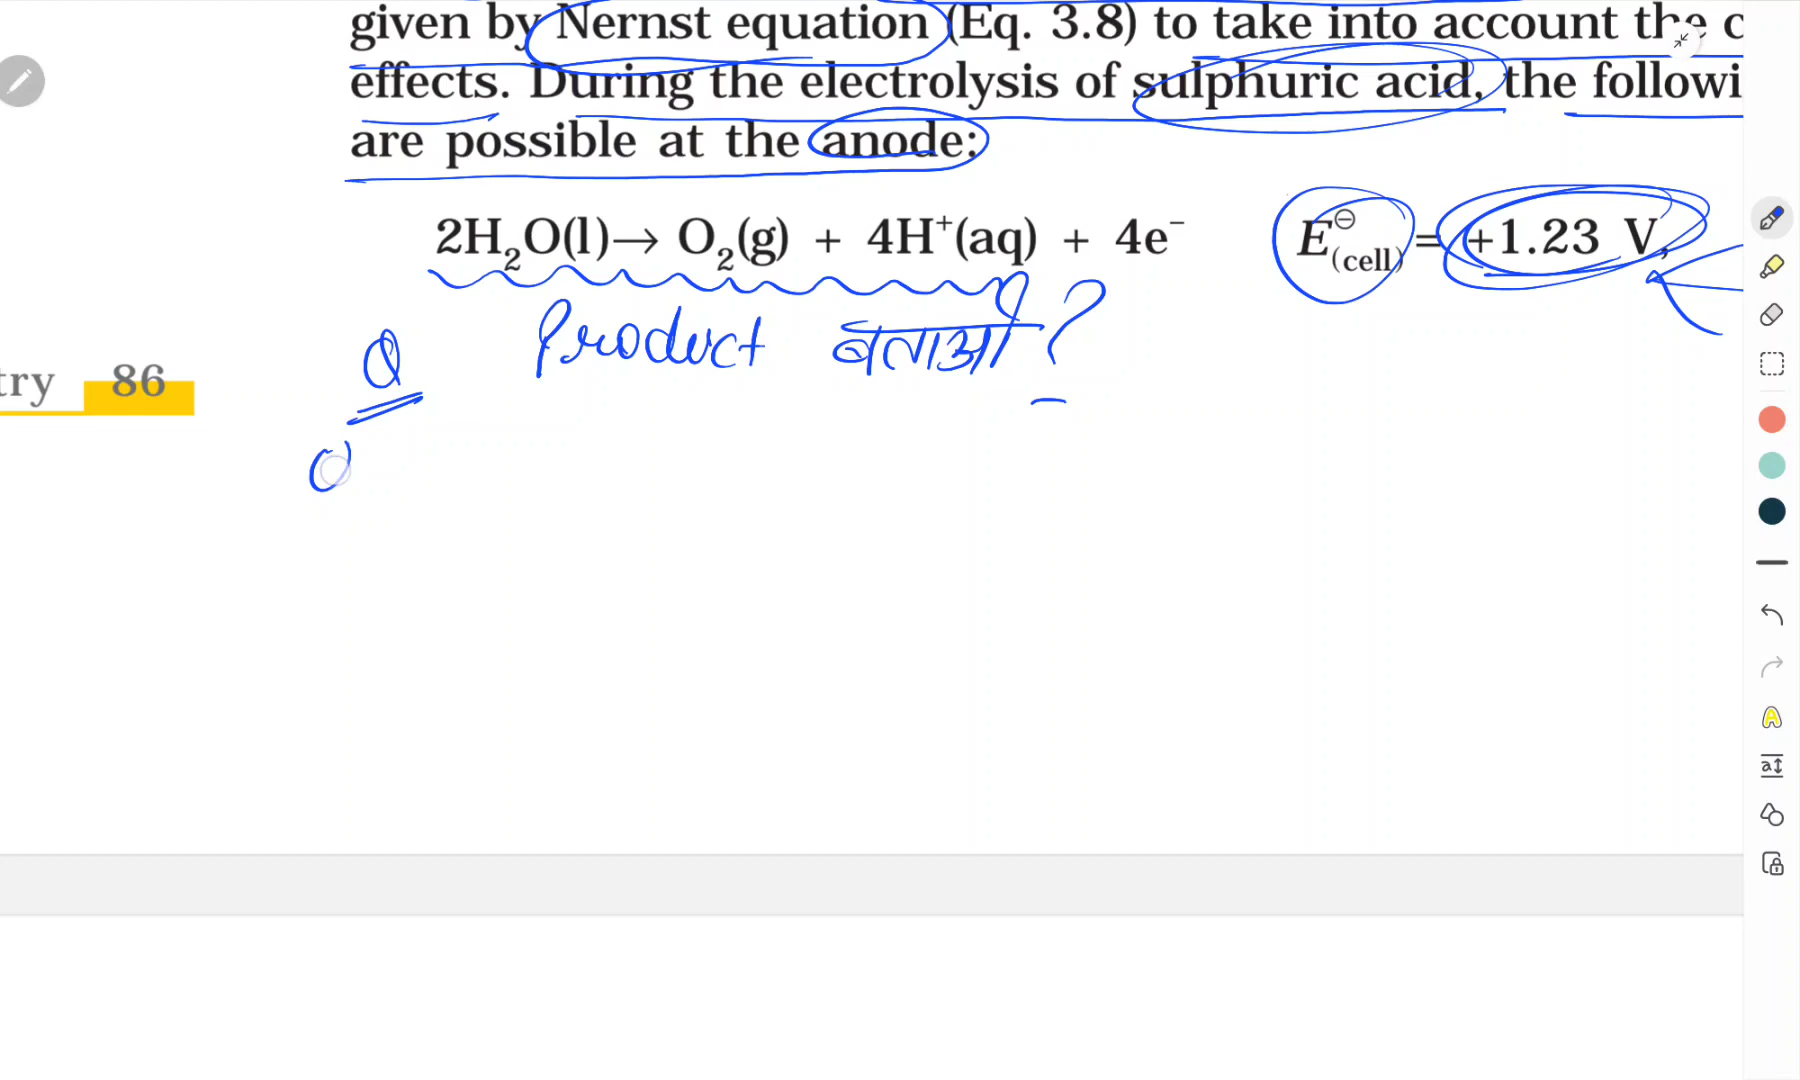 given by Nernst equation (Eq. 3.8) to take into account the c
effects. During the electrolysis of sulphuric acid, the followi
are possible at the anode:
2H₂O(l)→ O₂(g) + 4H⁺(aq) + 4e⁻ E⊖(cell) = +1.23 V,
Q Product बताओ ?
try 86